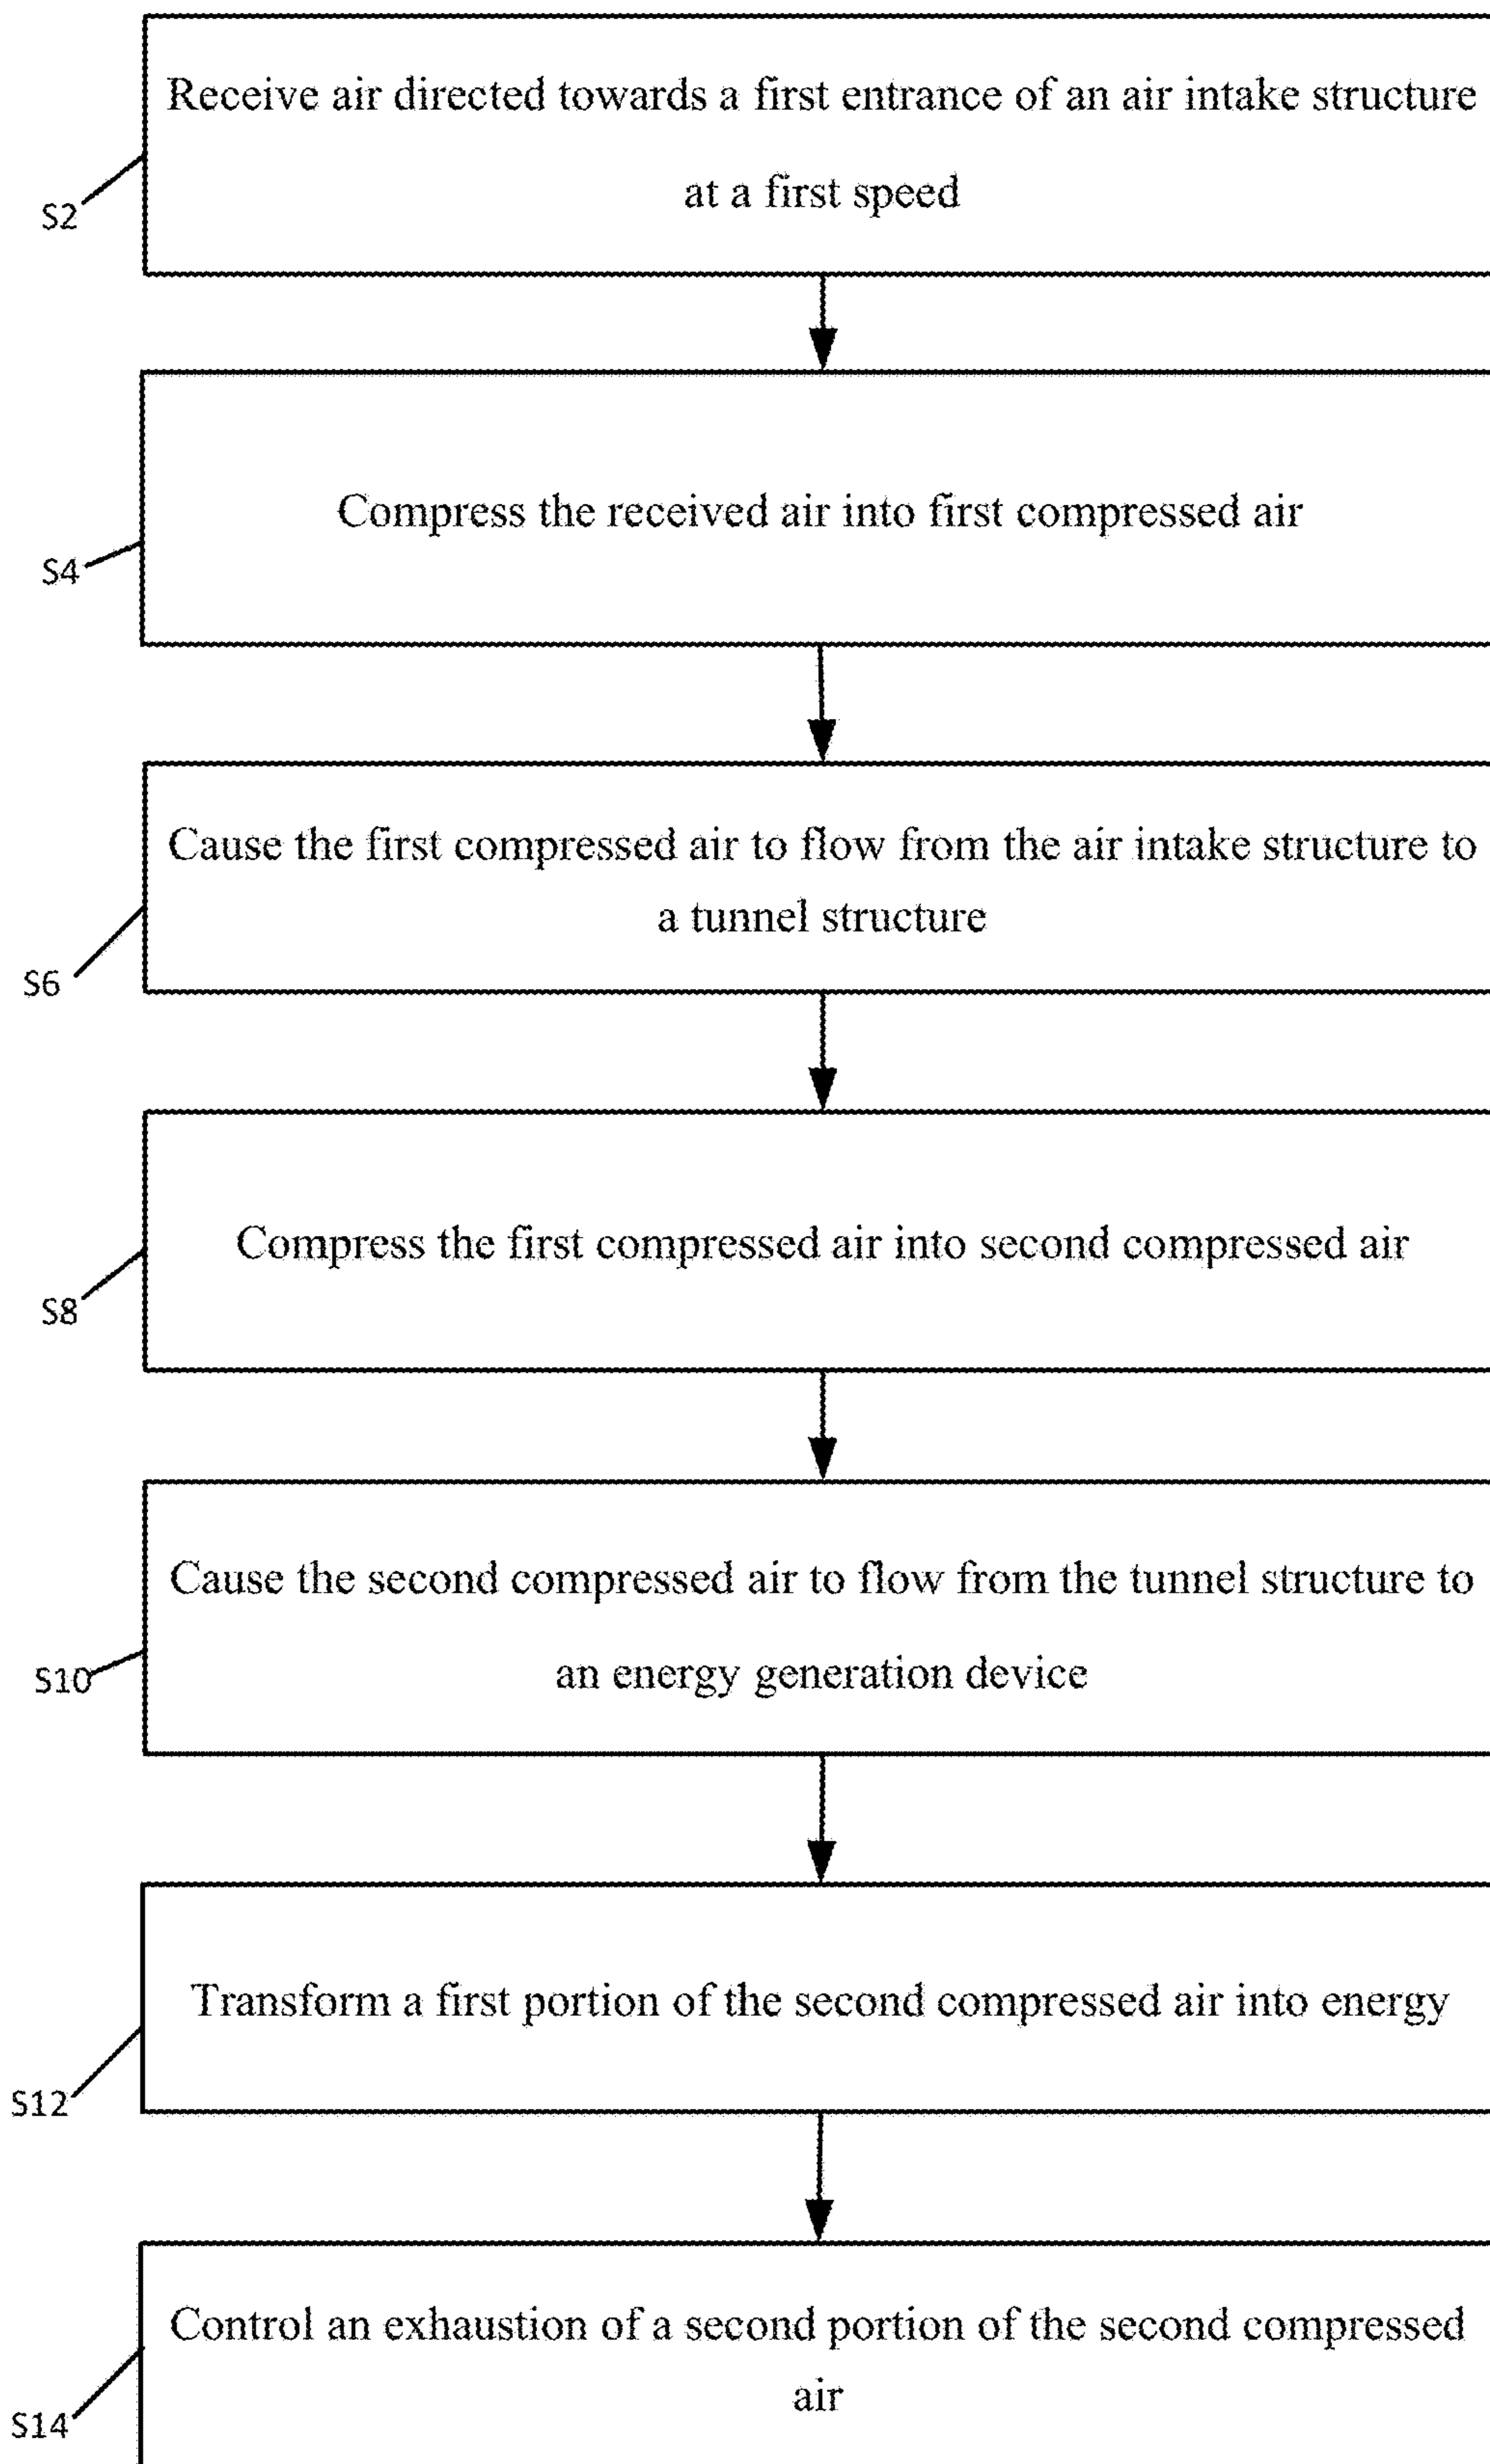 Receive air directed towards a first entrance of an air intake structure
at a first speed
S2
Compress the received air into first compressed air
S4
Cause the first compressed air to flow from the air intake structure to
a tunnel structure
S6
Compress the first compressed air into second compressed air
S8
Cause the second compressed air to flow from the tunnel structure to
an energy generation device
S10
Transform a first portion of the second compressed air into energy
S12
Control an exhaustion of a second portion of the second compressed
air
S14